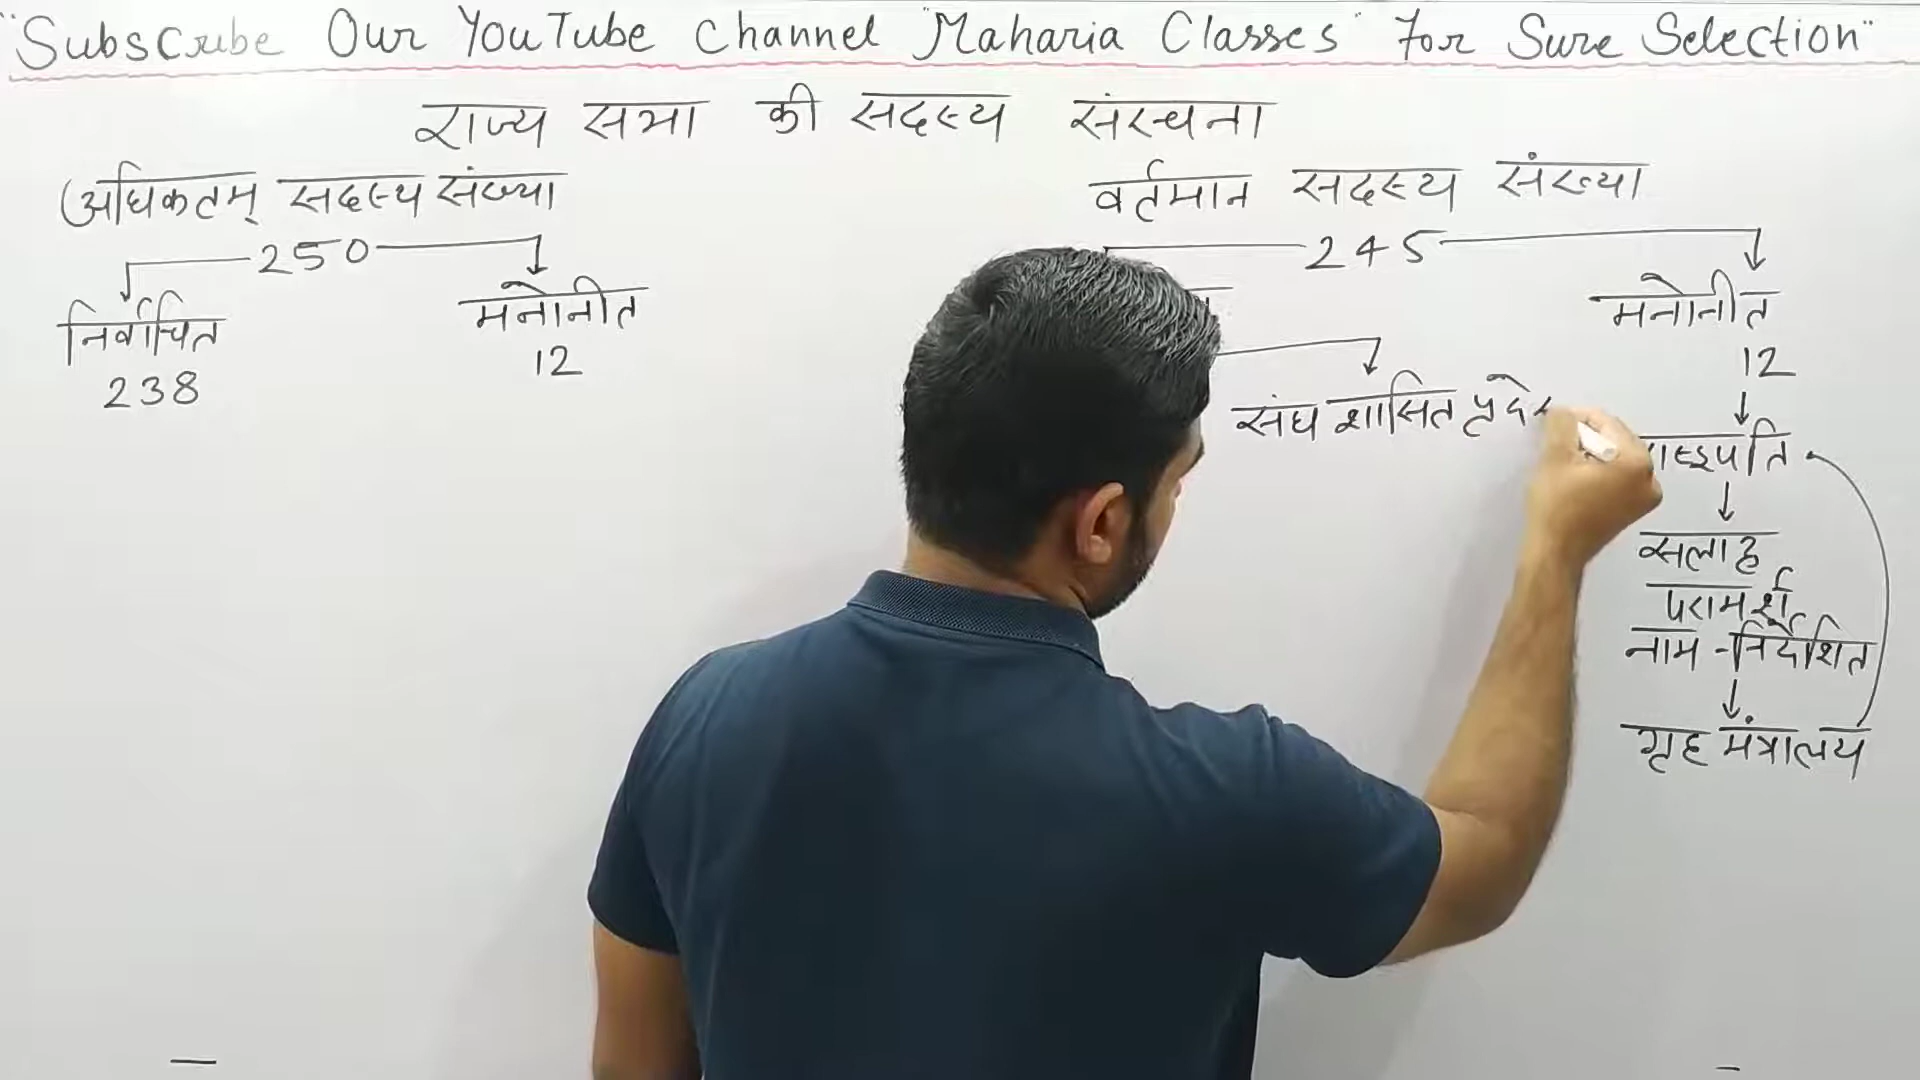 "Subscribe Our YouTube Channel "Maharia Classes" For Sure Selection"
राज्य सभा की सदस्य संरचना
अधिकतम् सदस्य संख्या
250
निर्वाचित
238
मनोनीत
12
वर्तमान सदस्य संख्या
245
मनोनीत
12
संघ शासित
सलाह
परामर्श
नाम-निर्देशित
गृह मंत्रालय